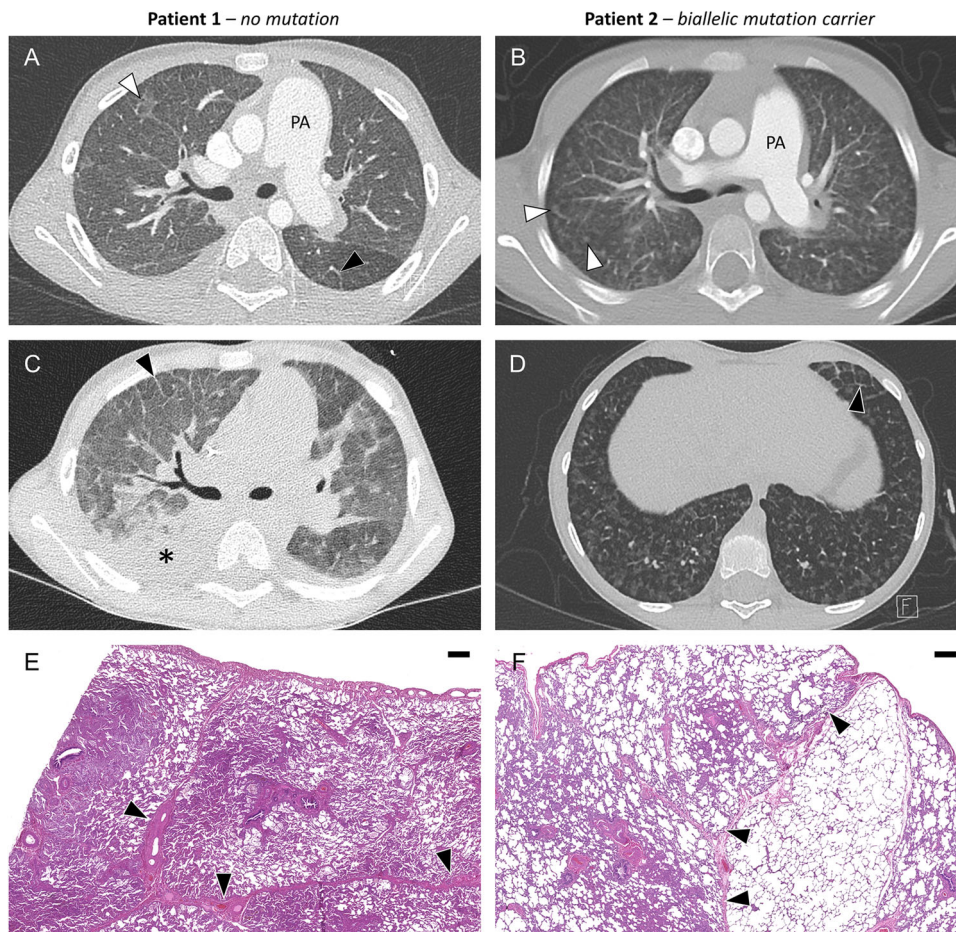 Patient 1 – no mutation
Patient 2 – biallelic mutation carrier
A
PA
B
PA
C
*
D
F
E
F